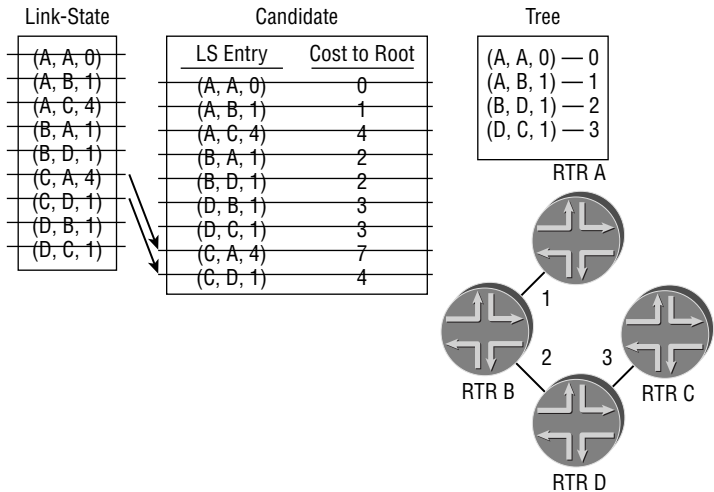 Link-State
(A, A, 0)
(A, B, 1)
(A, C, 4)
(B, A, 1)
(B, D, 1)
(C, A, 4)
(C, D, 1)
(D, B, 1)
(D, C, 1)
Candidate
LS Entry Cost to Root
(A, A, 0) 0
(A, B, 1) 1
(A, C, 4) 4
(B, A, 1) 2
(B, D, 1) 2
(D, B, 1) 3
(D, C, 1) 3
(C, A, 4) 7
(C, D, 1) 4
Tree
(A, A, 0) — 0
(A, B, 1) — 1
(B, D, 1) — 2
(D, C, 1) — 3
RTR A
1
2 3
RTR B RTR C
RTR D